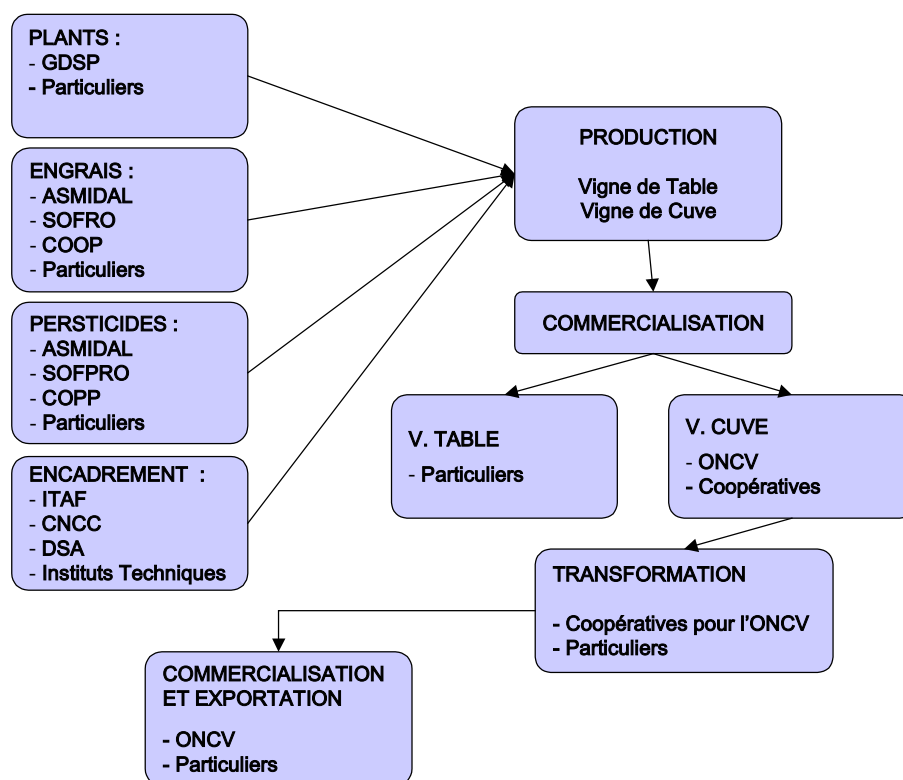 PLANTS :
- GDSP
- Particuliers
ENGRAIS :
- ASMIDAL
- SOFRO
- COOP
- Particuliers
PERSTICIDES :
- ASMIDAL
- SOFPRO
- COPP
- Particuliers
ENCADREMENT :
- ITAF
- CNCC
- DSA
- Instituts Techniques
PRODUCTION
Vigne de Table
Vigne de Cuve
COMMERCIALISATION
V. TABLE
- Particuliers
V. CUVE
- ONCV
- Coopératives
TRANSFORMATION
- Coopératives pour l'ONCV
- Particuliers
COMMERCIALISATION
ET EXPORTATION
- ONCV
- Particuliers